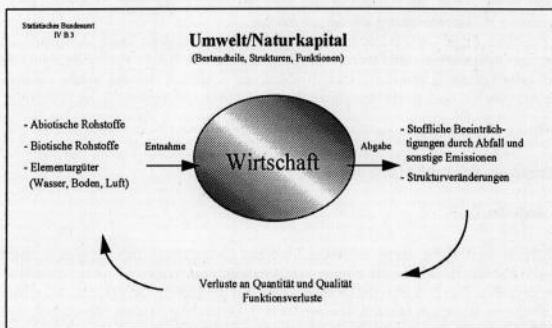 Statistisches Bundesamt
IV B 3
Umwelt/Naturkapital
(Bestandteile, Strukturen, Funktionen)
- Abiotische Rohstoffe
- Biotische Rohstoffe
- Elementargüter
(Wasser, Boden, Luft)
Entnahme
Wirtschaft
Abgabe
- Stoffliche Beeinträch-
tigungen durch Abfall und
sonstige Emissionen
- Strukturveränderungen
Verluste an Quantität und Qualität
Funktionsverluste